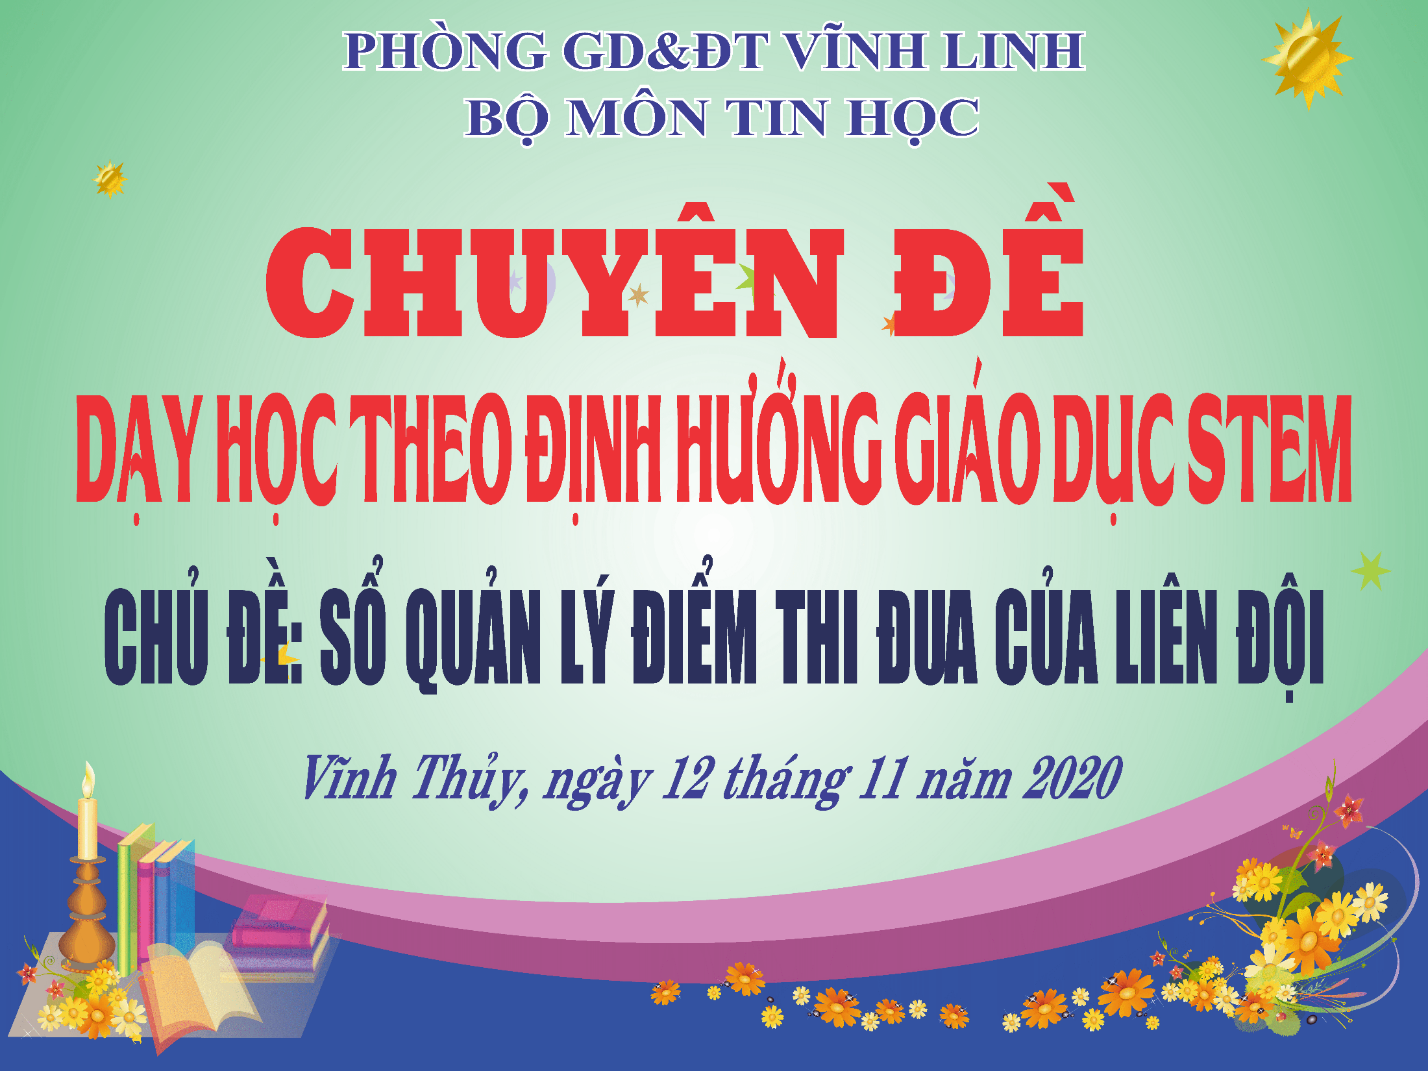 PHÒNG GD&ĐT VĨNH LINH
BỘ MÔN TIN HỌC
CHUYÊN ĐỀ
DẠY HỌC THEO ĐỊNH HƯỚNG GIÁO DỤC STEM
CHỦ ĐỀ: SỔ QUẢN LÝ ĐIỂM THI ĐUA CỦA LIÊN ĐỘI
Vĩnh Thủy, ngày 12 tháng 11 năm 2020